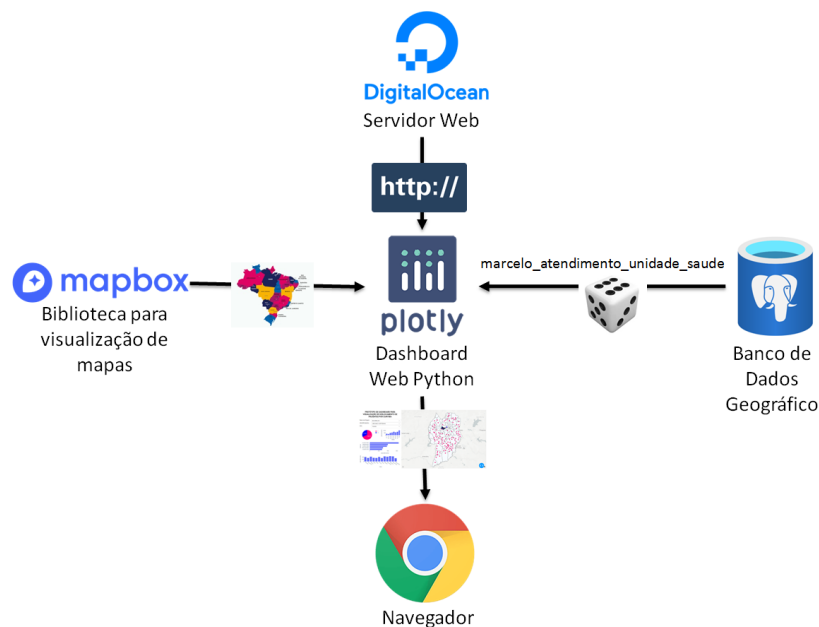 DigitalOcean
Servidor Web
http://
mapbox
Biblioteca para
visualização de
mapas
marcelo_atendimento_unidade_saude
plotly
Dashboard
Web Python
Banco de
Dados
Geográfico
Navegador